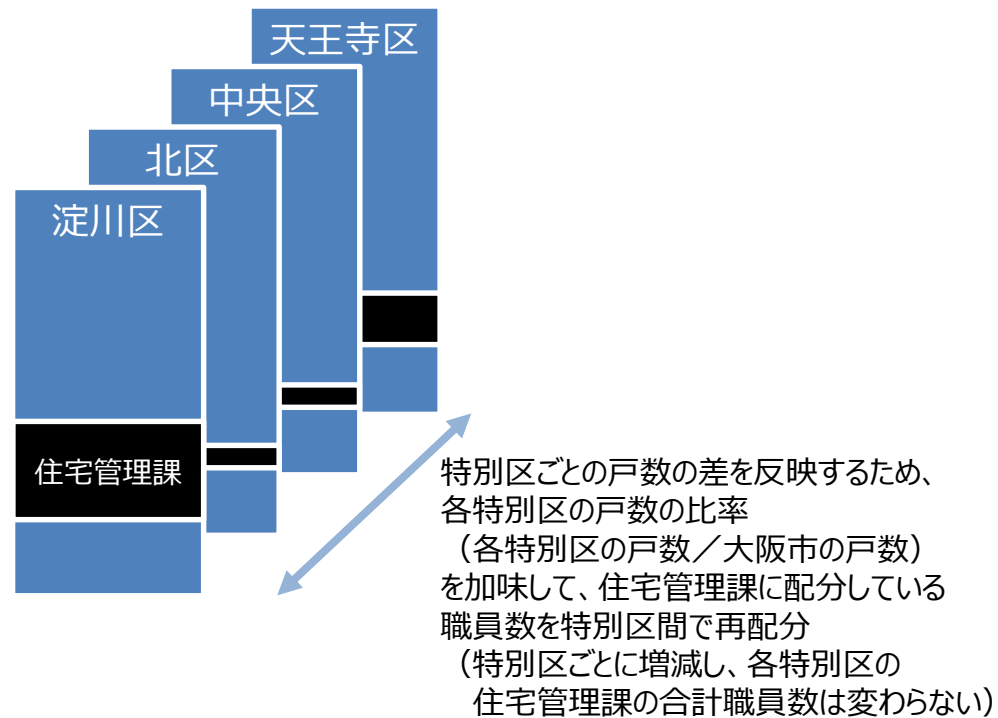 天王寺区
中央区
北区
淀川区
住宅管理課
特別区ごとの戸数の差を反映するため、
各特別区の戸数の比率
（各特別区の戸数／大阪市の戸数）
を加味して、住宅管理課に配分している
職員数を特別区間で再配分
（特別区ごとに増減し、各特別区の
住宅管理課の合計職員数は変わらない）